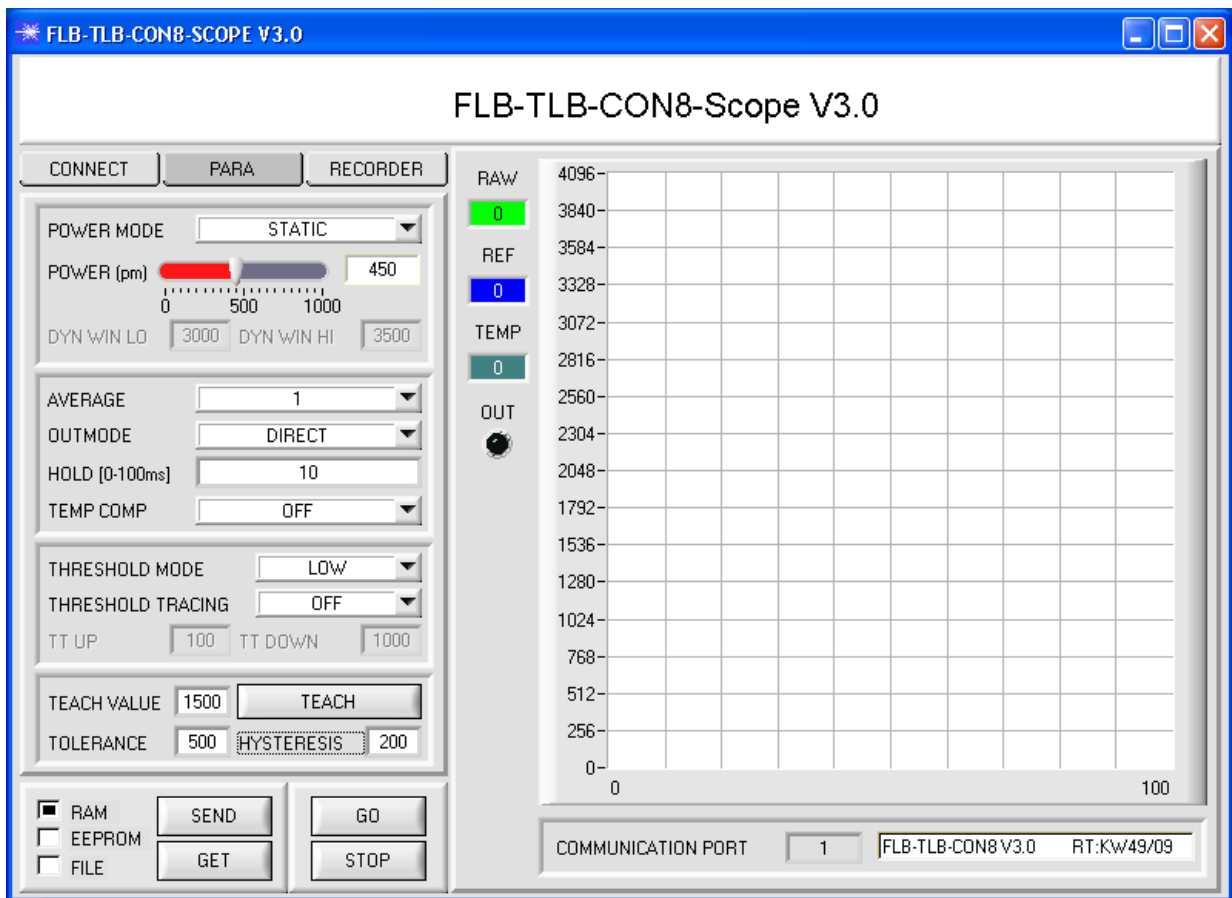 FLB-TLB-CON8-SCOPE V3.0
FLB-TLB-CON8-Scope V3.0
CONNECT PARA RECORDER
POWER MODE STATIC
POWER (pm) 450
0 500 1000
DYN WIN LO 3000 DYN WIN HI 3500
AVERAGE 1
OUTMODE DIRECT
HOLD [0-100ms] 10
TEMP COMP OFF
THRESHOLD MODE LOW
THRESHOLD TRACING OFF
TT UP 100 TT DOWN 1000
TEACH VALUE 1500 TEACH
TOLERANCE 500 HYSTERESIS 200
RAM
EEPROM
FILE
SEND
GET
GO
STOP
RAW
0
REF
0
TEMP
0
OUT
4096
3840
3584
3328
3072
2816
2560
2304
2048
1792
1536
1280
1024
768
512
256
0
0 100
COMMUNICATION PORT 1 FLB-TLB-CON8 V3.0 RT:KW49/09